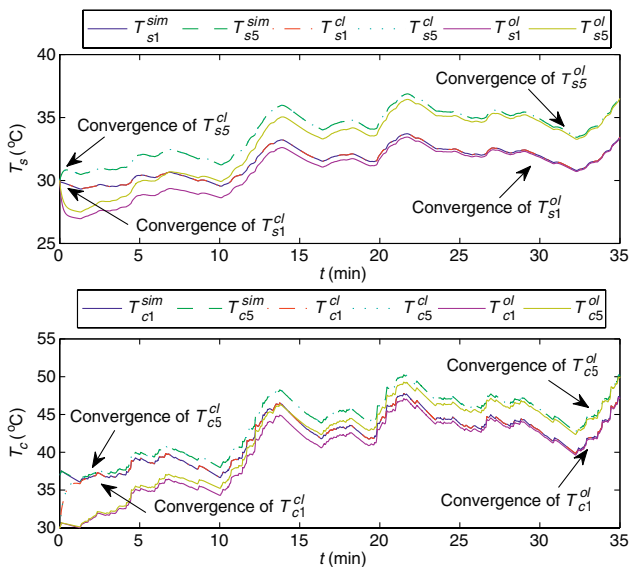 T_{s1}^{sim} T_{s5}^{sim} T_{s1}^{cl} T_{s5}^{cl} T_{s1}^{ol} T_{s5}^{ol}
40
35
30
25
T_s (°C)
Convergence of T_{s5}^{cl}
Convergence of T_{s5}^{ol}
Convergence of T_{s1}^{cl}
Convergence of T_{s1}^{ol}
0 5 10 15 20 25 30 35
t (min)
T_{c1}^{sim} T_{c5}^{sim} T_{c1}^{cl} T_{c5}^{cl} T_{c1}^{ol} T_{c5}^{ol}
55
50
45
40
35
30
T_c (°C)
Convergence of T_{c5}^{ol}
Convergence of T_{c5}^{cl}
Convergence of T_{c1}^{cl}
Convergence of T_{c1}^{ol}
0 5 10 15 20 25 30 35
t (min)